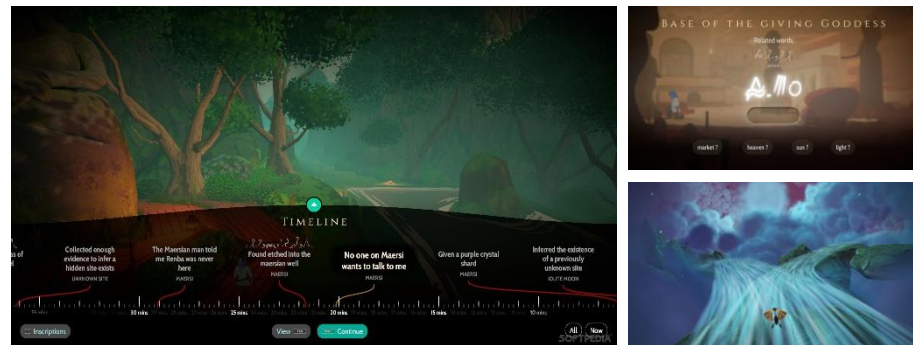 TIMELINE
Collected enough
evidence to infer a
hidden site exists
UNKNOWN SITE
The Maersian man told
me Renba was never
here
MAERSI
Found etched into the
maersian well
MAERSI
No one on Maersi
wants to talk to me
MAERSI
Given a purple crystal
shard
MAERSI
Inferred the existence
of a previously
unknown site
IOLITE MOON
30 mins
25 mins
20 mins
15 mins
10 mins
Inscriptions
View
Continue
All
Now
SOFTPEDIA
BASE OF THE GIVING GODDESS
Related words:
market ?
heaven ?
sun ?
light ?